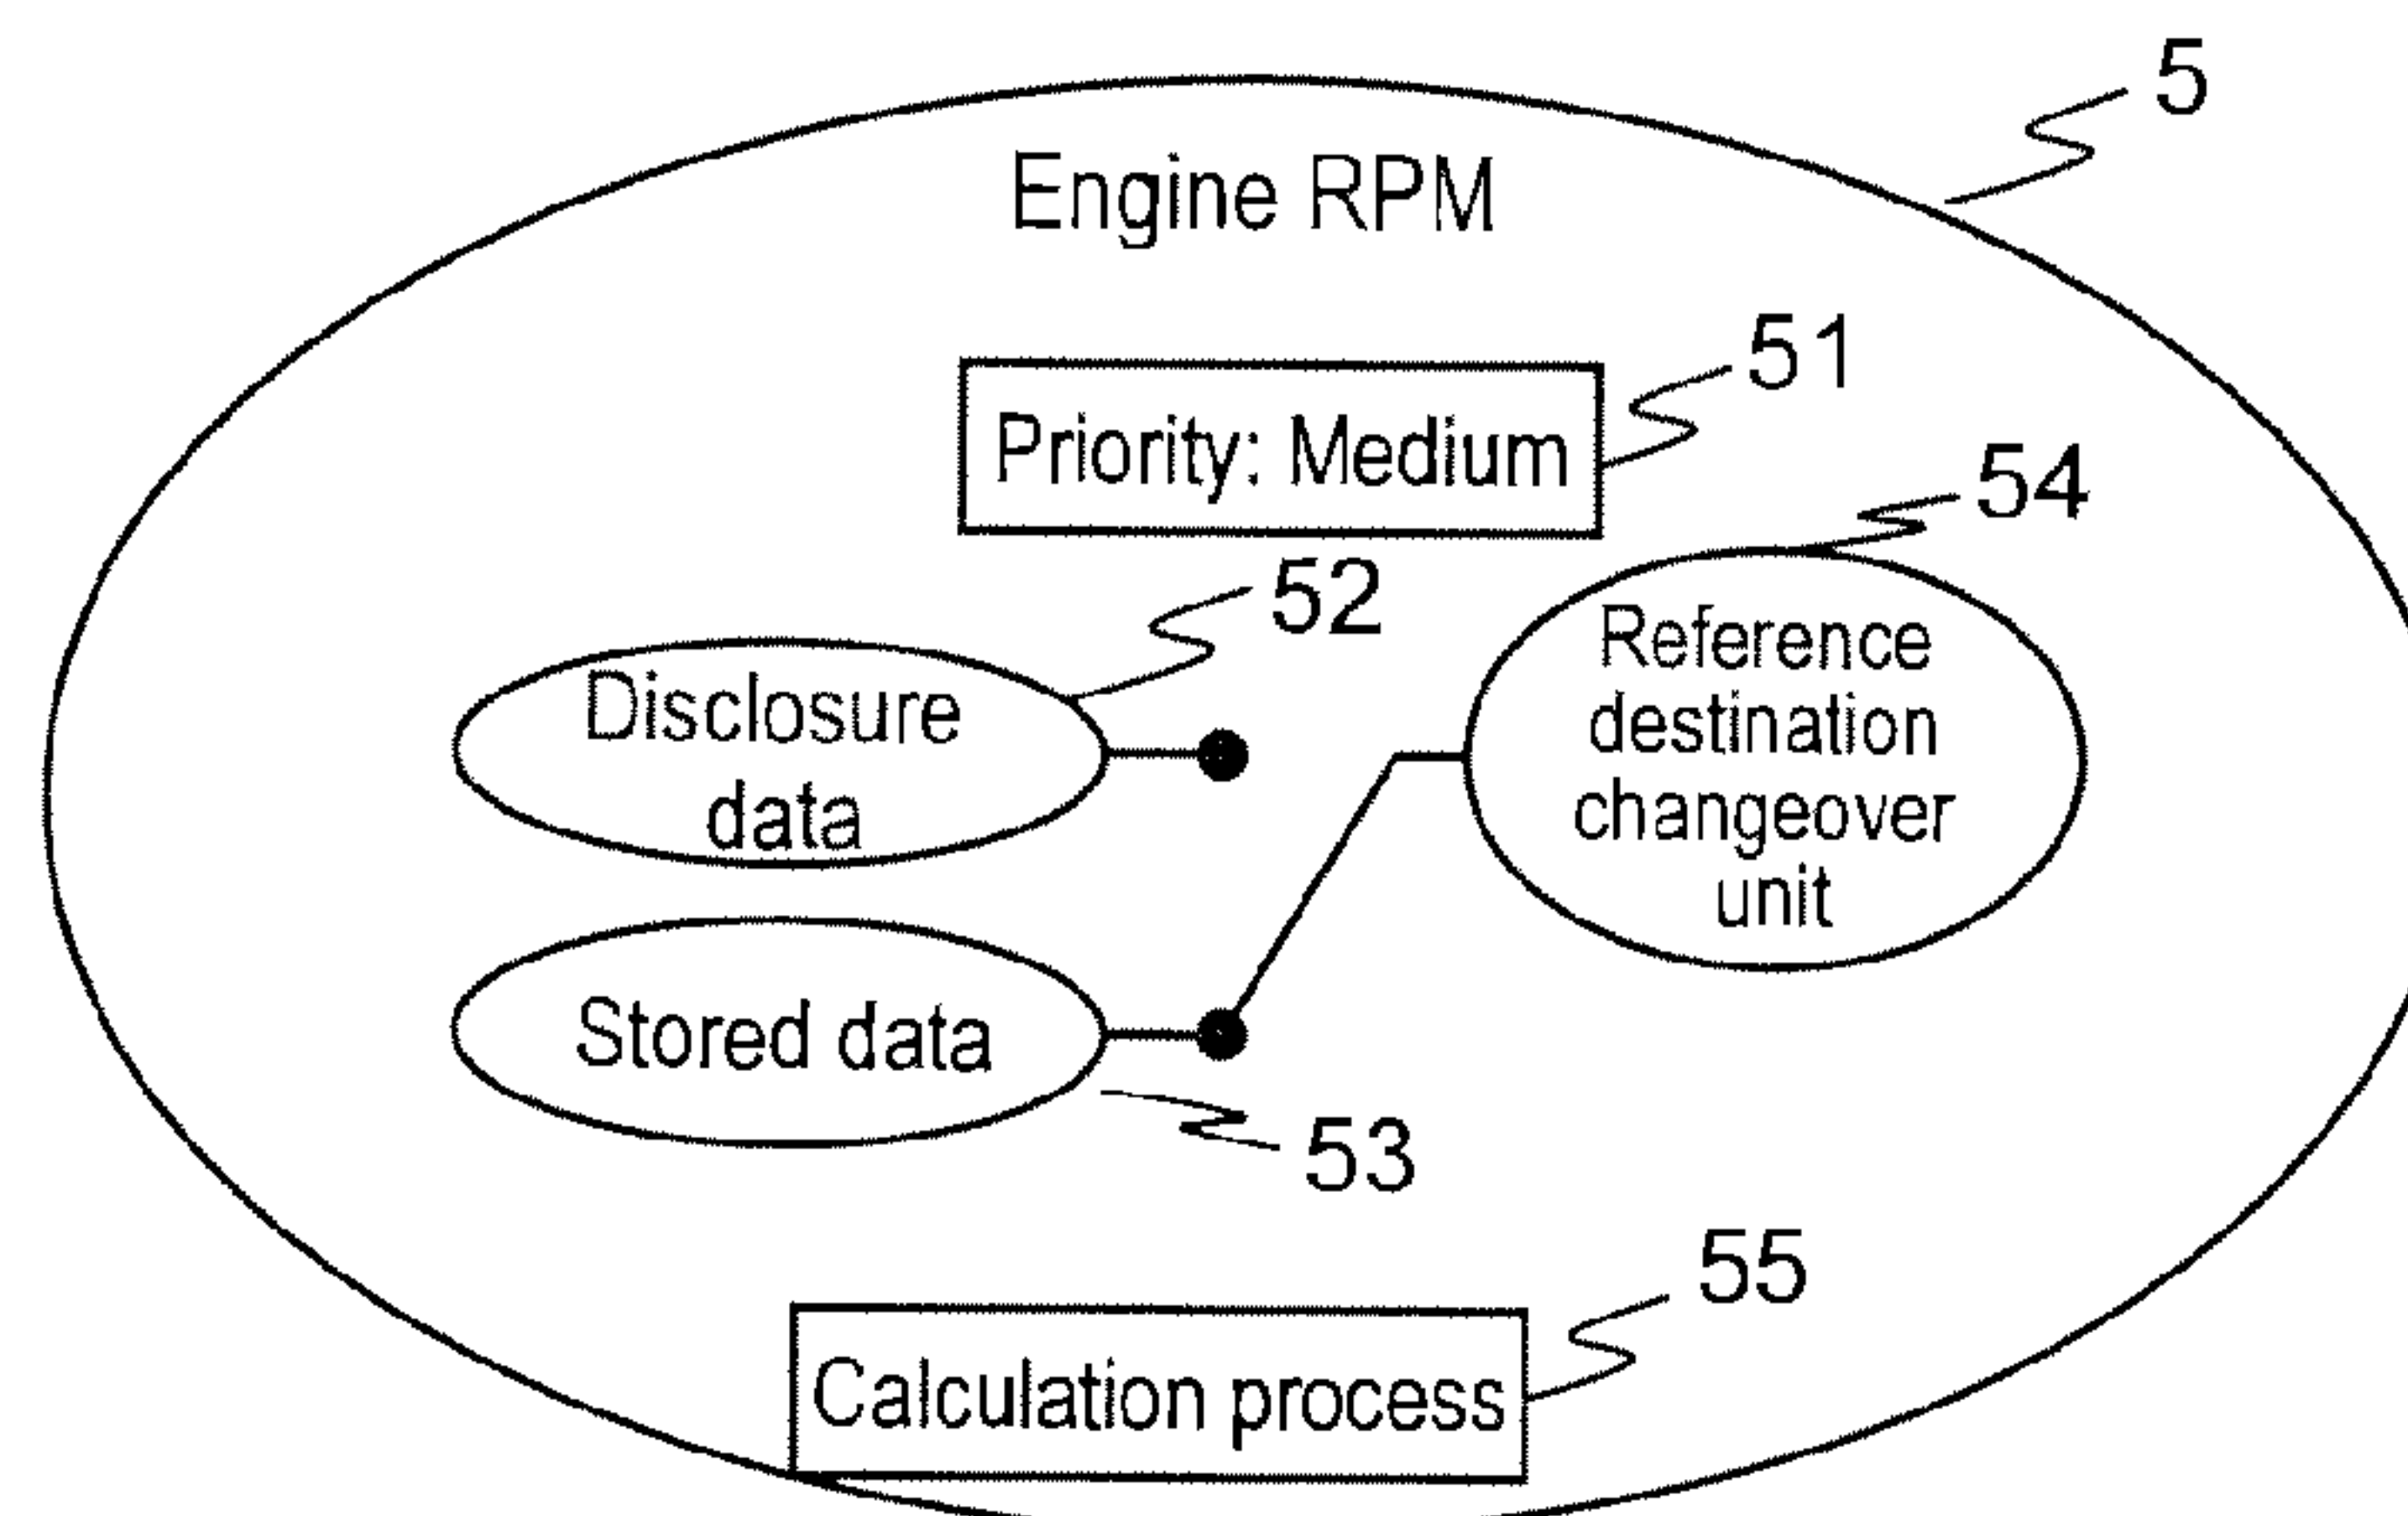 5
Engine RPM
51
Priority: Medium
54
52
Reference
destination
changeover
unit
Disclosure
data
Stored data
53
55
Calculation process